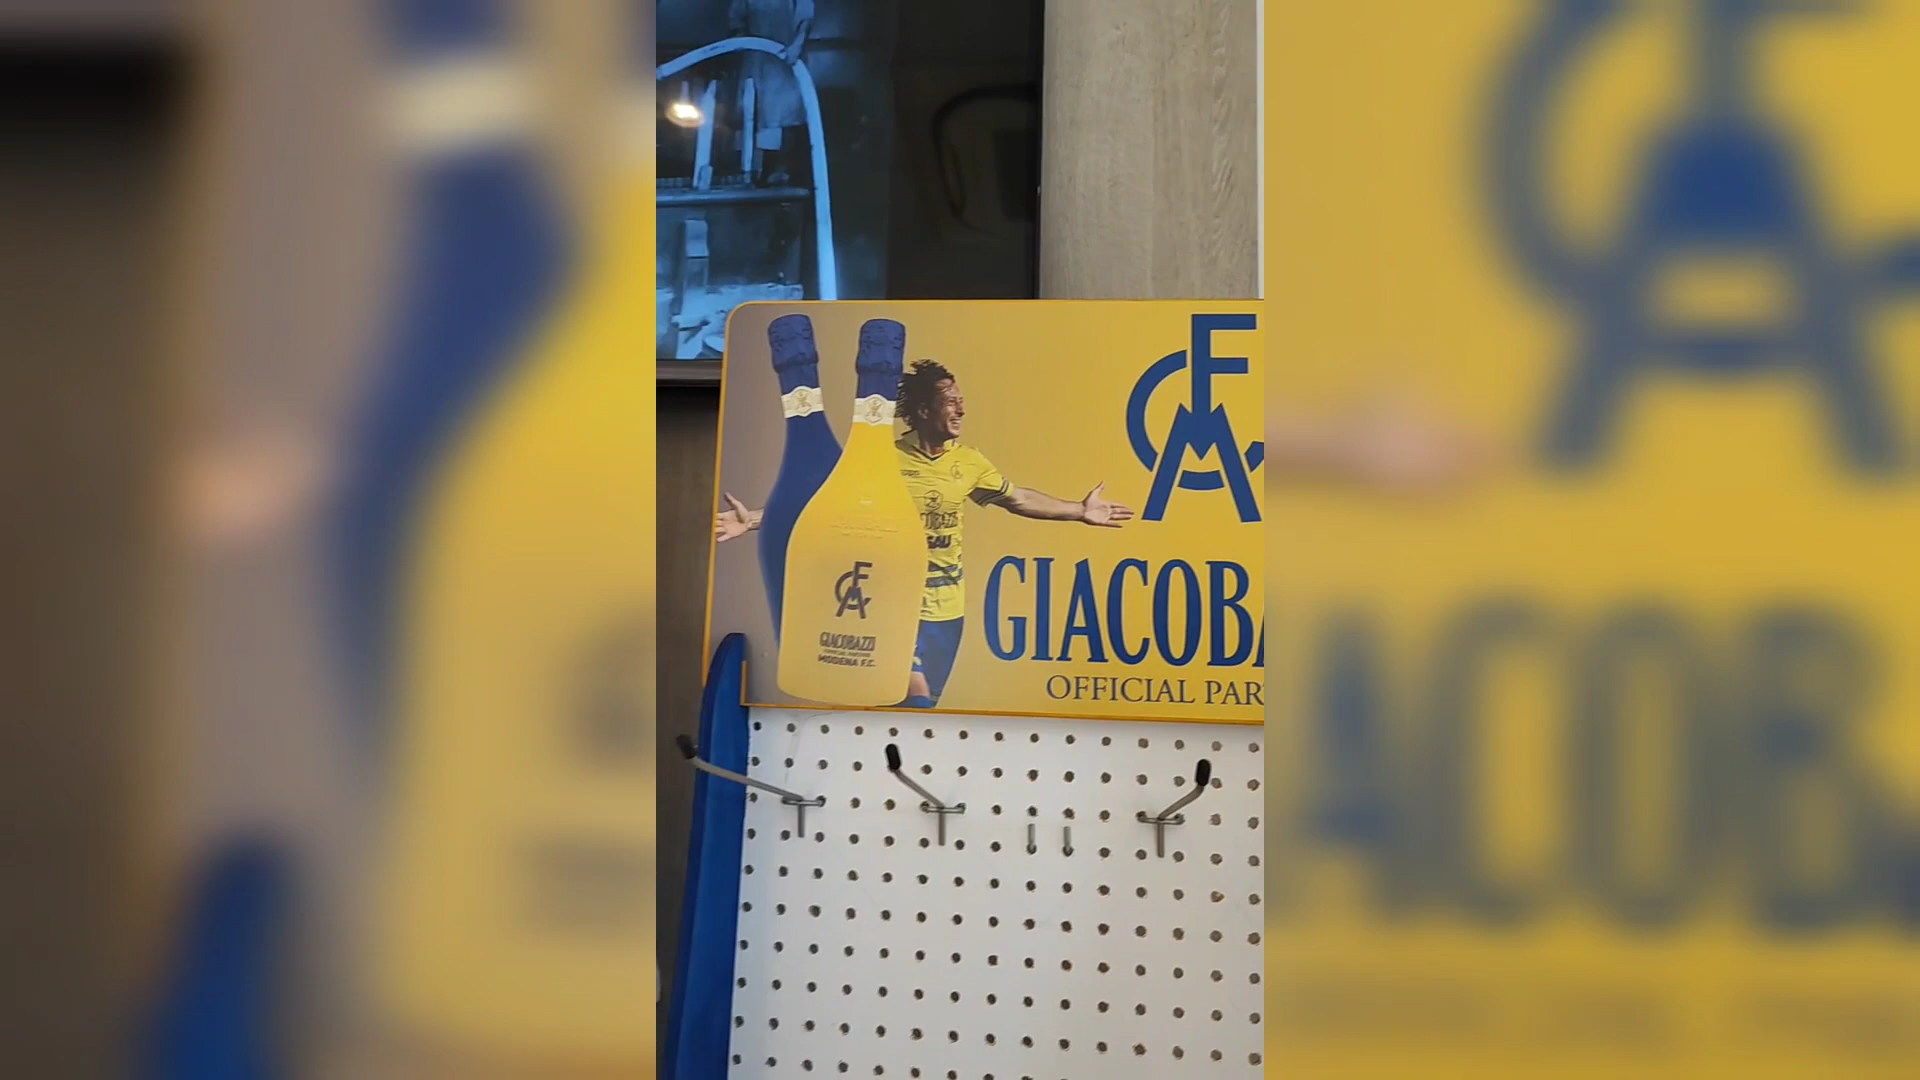 GIACOBA
OFFICIAL PAR
GIACOBAZZI
MODENA F.C.